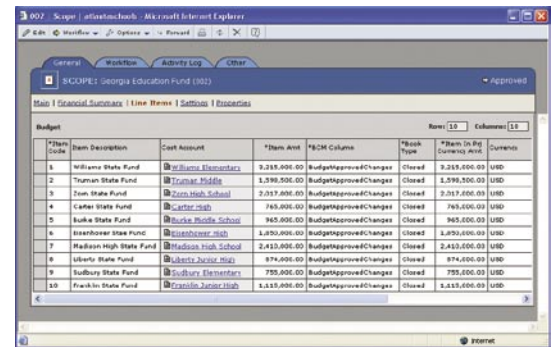 002 | Scope | atlantaschools - Microsoft Internet Explorer
Edit Workflow Options Forward
General Workflow Activity Log Other
SCOPE: Georgia Education Fund (002) Approved
Main | Financial Summary | Line Items | Settings | Properties
Budget Rows: 10 Columns: 10
*Item Code Item Description Cost Account *Item Amt *BCM Column *Book Type *Item In Prj Currency Amt Currency
1 Williams State Fund Williams Elementary 3,215,000.00 BudgetApprovedChanges Closed 3,215,000.00 USD
2 Truman State Fund Truman Middle 1,598,500.00 BudgetApprovedChanges Closed 1,598,500.00 USD
3 Zorn State Fund Zorn High School 2,017,000.00 BudgetApprovedChanges Closed 2,017,000.00 USD
4 Carter State Fund Carter High 765,000.00 BudgetApprovedChanges Closed 765,000.00 USD
5 Burke State Fund Burke Middle School 965,000.00 BudgetApprovedChanges Closed 965,000.00 USD
6 Eisenhower State Fund Eisenhower High 1,850,000.00 BudgetApprovedChanges Closed 1,850,000.00 USD
7 Madison High State Fund Madison High School 2,410,000.00 BudgetApprovedChanges Closed 2,410,000.00 USD
8 Liberty State Fund Liberty Junior High 874,000.00 BudgetApprovedChanges Closed 874,000.00 USD
9 Sudbury State Fund Sudbury Elementary 755,000.00 BudgetApprovedChanges Closed 755,000.00 USD
10 Franklin State Fund Franklin Junior High 1,115,000.00 BudgetApprovedChanges Closed 1,115,000.00 USD
Internet